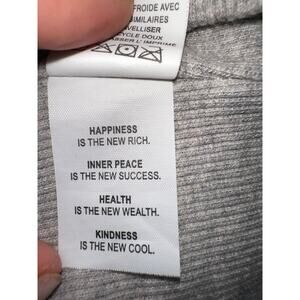 FROIDE AVEC
SIMILAIRES
CYCLE DOUX
HAPPINESS
IS THE NEW RICH.
INNER PEACE
IS THE NEW SUCCESS.
HEALTH
IS THE NEW WEALTH.
KINDNESS
IS THE NEW COOL.